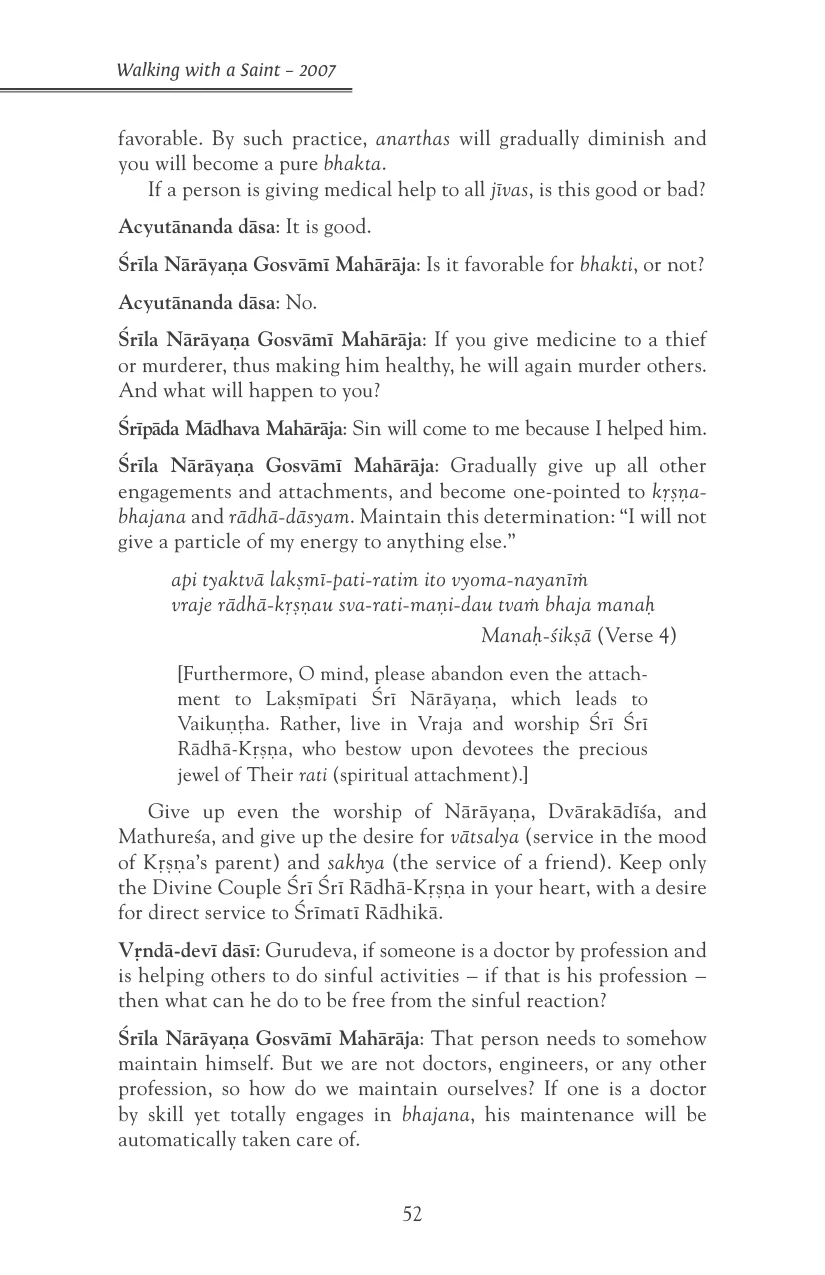 Walking with a Saint – 2007
favorable. By such practice, anarthas will gradually diminish and
you will become a pure bhakta.
If a person is giving medical help to all jīvas, is this good or bad?
Acyutānanda dāsa: It is good.
Śrīla Nārāyaṇa Gosvāmī Mahārāja: Is it favorable for bhakti, or not?
Acyutānanda dāsa: No.
Śrīla Nārāyaṇa Gosvāmī Mahārāja: If you give medicine to a thief
or murderer, thus making him healthy, he will again murder others.
And what will happen to you?
Śrīpāda Mādhava Mahārāja: Sin will come to me because I helped him.
Śrīla Nārāyaṇa Gosvāmī Mahārāja: Gradually give up all other
engagements and attachments, and become one-pointed to kṛṣṇa-
bhajana and rādhā-dāsyam. Maintain this determination: “I will not
give a particle of my energy to anything else.”
api tyaktvā lakṣmī-pati-ratim ito vyoma-nayanīṁ
vraje rādhā-kṛṣṇau sva-rati-maṇi-dau tvaṁ bhaja manaḥ
Manaḥ-śikṣā (Verse 4)
[Furthermore, O mind, please abandon even the attach-
ment to Lakṣmīpati Śrī Nārāyaṇa, which leads to
Vaikuṇṭha. Rather, live in Vraja and worship Śrī Śrī
Rādhā-Kṛṣṇa, who bestow upon devotees the precious
jewel of Their rati (spiritual attachment).]
Give up even the worship of Nārāyaṇa, Dvārakādīśa, and
Mathureśa, and give up the desire for vātsalya (service in the mood
of Kṛṣṇa’s parent) and sakhya (the service of a friend). Keep only
the Divine Couple Śrī Śrī Rādhā-Kṛṣṇa in your heart, with a desire
for direct service to Śrīmatī Rādhikā.
Vṛndā-devī dāsī: Gurudeva, if someone is a doctor by profession and
is helping others to do sinful activities – if that is his profession –
then what can he do to be free from the sinful reaction?
Śrīla Nārāyaṇa Gosvāmī Mahārāja: That person needs to somehow
maintain himself. But we are not doctors, engineers, or any other
profession, so how do we maintain ourselves? If one is a doctor
by skill yet totally engages in bhajana, his maintenance will be
automatically taken care of.
52